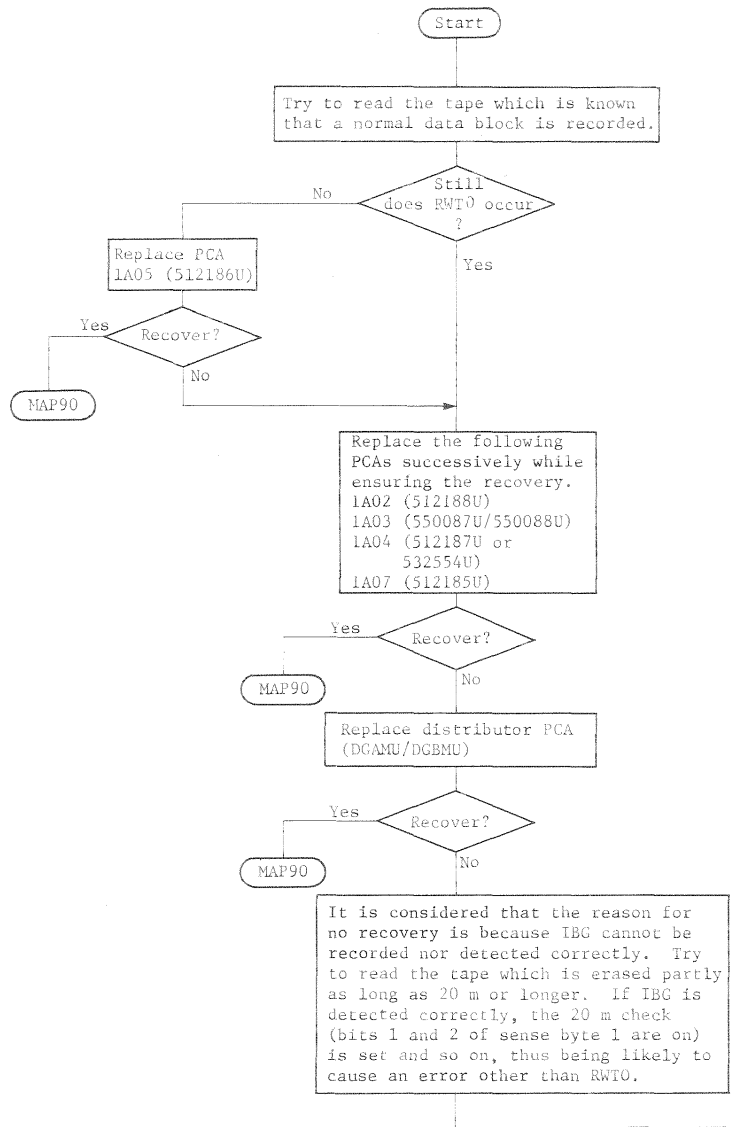 Start
Try to read the tape which is known
that a normal data block is recorded.
Still
does RWTO occur
?
No
Yes
Replace PCA
1A05 (512186U)
Yes
Recover?
No
MAP90
Replace the following
PCAs successively while
ensuring the recovery.
1A02 (512188U)
1A03 (550087U/550088U)
1A04 (512187U or
532554U)
1A07 (512185U)
Yes
Recover?
No
MAP90
Replace distributor PCA
(DGAMU/DGBMU)
Yes
Recover?
No
MAP90
It is considered that the reason for
no recovery is because IBG cannot be
recorded nor detected correctly. Try
to read the tape which is erased partly
as long as 20 m or longer. If IBG is
detected correctly, the 20 m check
(bits 1 and 2 of sense byte 1 are on)
is set and so on, thus being likely to
cause an error other than RWTO.